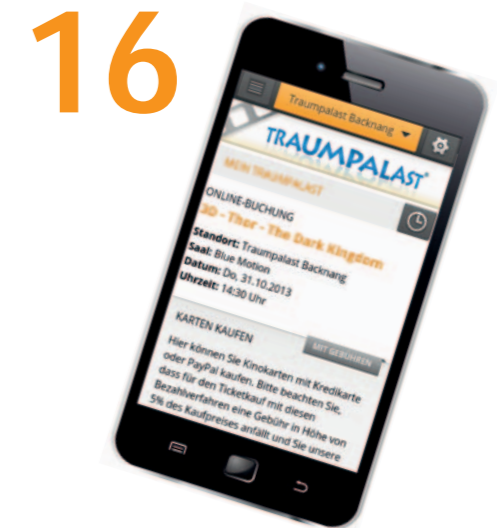 16
Traumpalast Backnang
TRAUMPALAST
MEIN TRAUMPALAST
ONLINE-BUCHUNG
3D - Thor - The Dark Kingdom
Standort: Traumpalast Backnang
Saal: Blue Motion
Datum: Do, 31.10.2013
Uhrzeit: 14:30 Uhr
KARTEN KAUFEN
MIT GEBÜHREN
Hier können Sie Kinokarten mit Kredikarte
oder PayPal kaufen. Bitte beachten Sie,
dass für den Ticketkauf mit diesen
Bezahlverfahren eine Gebühr in Höhe von
5% des Kaufpreises anfällt und Sie unsere